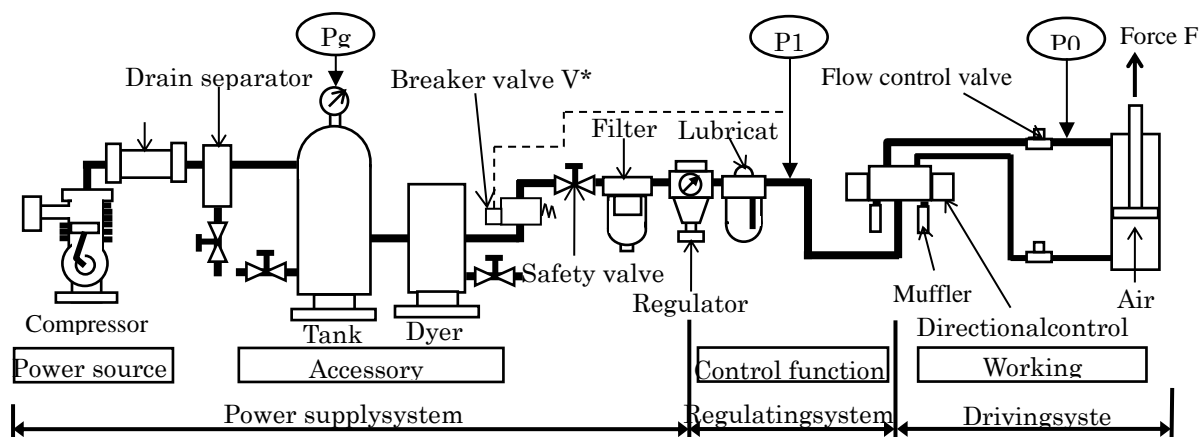 Pg
P1
P0
Force F
Drain separator
Breaker valve V*
Flow control valve
Filter
Lubricat
Safety valve
Regulator
Muffler
Air
Directionalcontrol
Compressor
Tank
Dyer
Power source
Accessory
Control function
Working
Power supplysystem
Regulatingsystem
Drivingsyste